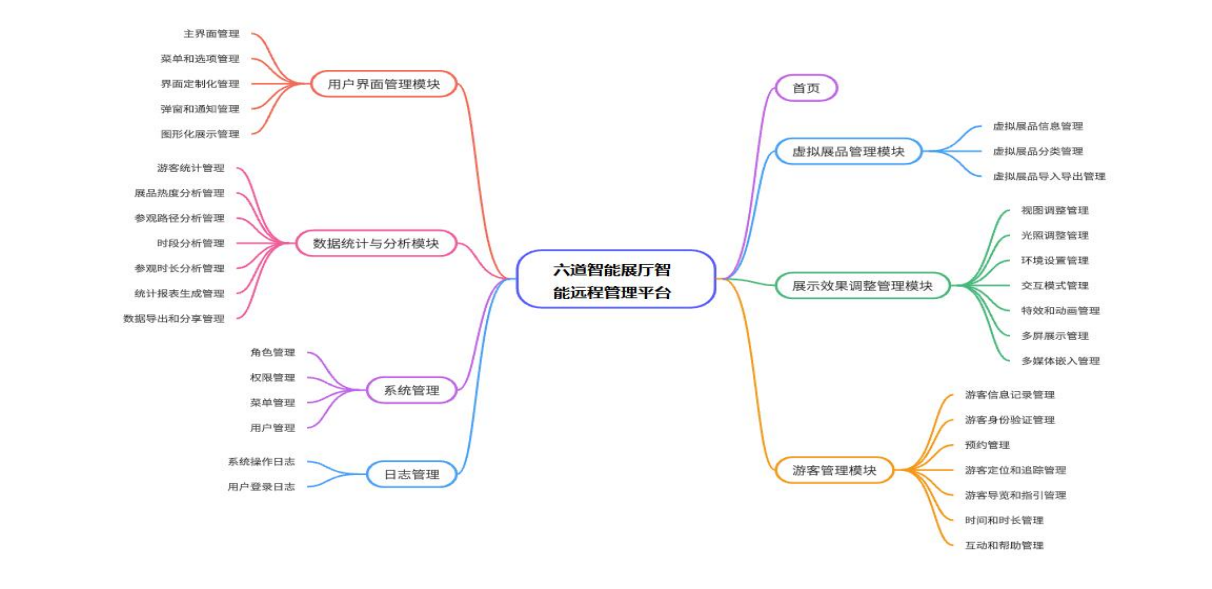 六道智能展厅智
能远程管理平台
用户界面管理模块
主界面管理
菜单和选项管理
界面定制化管理
弹窗和通知管理
图形化展示管理
数据统计与分析模块
游客统计管理
展品热度分析管理
参观路径分析管理
时段分析管理
参观时长分析管理
统计报表生成管理
数据导出和分享管理
系统管理
角色管理
权限管理
菜单管理
用户管理
日志管理
系统操作日志
用户登录日志
首页
虚拟展品管理模块
虚拟展品信息管理
虚拟展品分类管理
虚拟展品导入导出管理
展示效果调整管理模块
视图调整管理
光照调整管理
环境设置管理
交互模式管理
特效和动画管理
多屏展示管理
多媒体嵌入管理
游客管理模块
游客信息记录管理
游客身份验证管理
预约管理
游客定位和追踪管理
游客导览和指引管理
时间和时长管理
互动和帮助管理